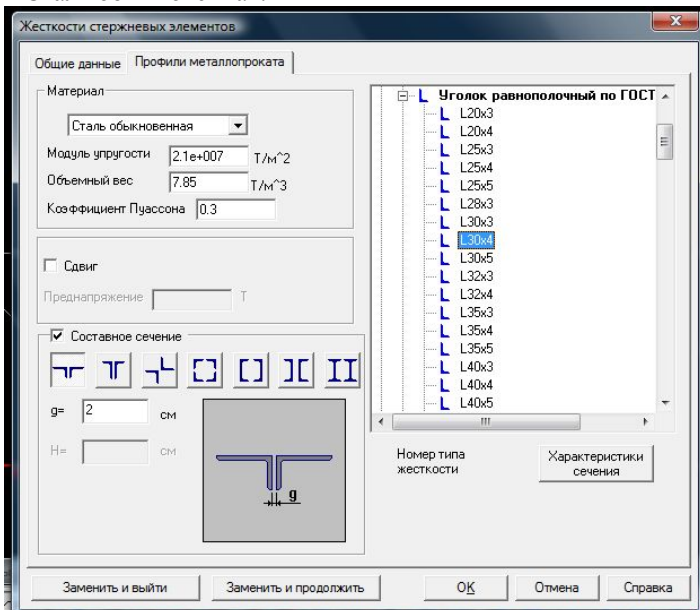 Жесткости стержневых элементов
Общие данные
Профили металлопроката
Материал
Сталь обыкновенная
Модуль упругости 2.1e+007 Т/м^2
Объемный вес 7.85 Т/м^3
Коэффициент Пуассона 0.3
Сдвиг
Преднапряжение Т
Составное сечение
g= 2 см
H= см
g
Уголок равнополочный по ГОСТ
L20x3
L20x4
L25x3
L25x4
L25x5
L28x3
L30x3
L30x4
L30x5
L32x3
L32x4
L35x3
L35x4
L35x5
L40x3
L40x4
L40x5
Номер типа
жесткости
Характеристики
сечения
Заменить и выйти
Заменить и продолжить
OK
Отмена
Справка